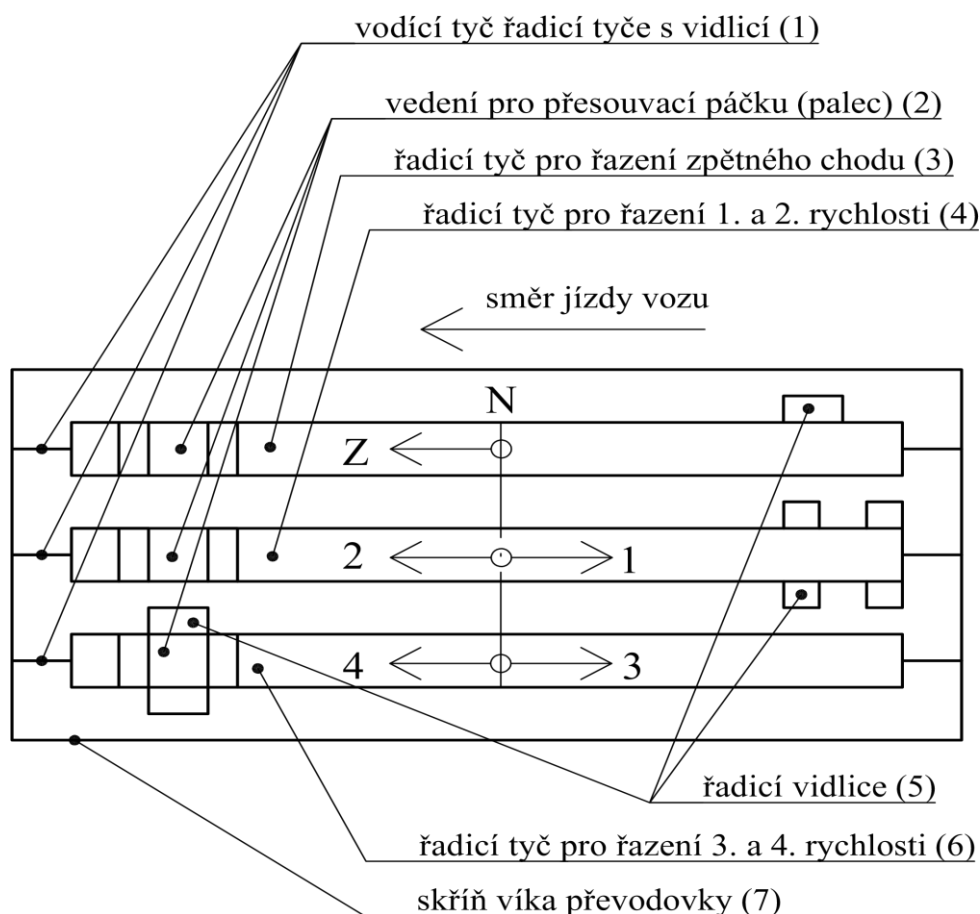 vodící tyč řadicí tyče s vidlicí (1)
vedení pro přesouvací páčku (palec) (2)
řadicí tyč pro řazení zpětného chodu (3)
řadicí tyč pro řazení 1. a 2. rychlosti (4)
směr jízdy vozu
N
Z
2 1
4 3
řadicí vidlice (5)
řadicí tyč pro řazení 3. a 4. rychlosti (6)
skříň víka převodovky (7)